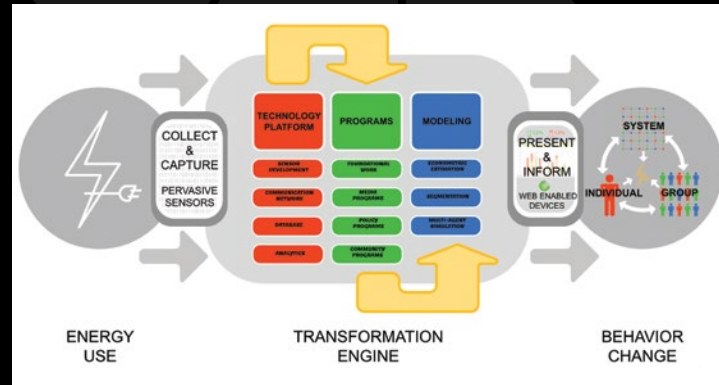 COLLECT
&
CAPTURE
PERVASIVE
SENSORS
TECHNOLOGY
PLATFORM
PROGRAMS
MODELING
SENSOR
DEVELOPMENT
FOUNDATIONAL
WORK
ECONOMETRIC
ESTIMATION
COMMUNICATION
NETWORK
MEDIA
PROGRAMS
SEGMENTATION
DATABASE
POLICY
PROGRAMS
MULTI-AGENT
SIMULATION
ANALYTICS
COMMUNITY
PROGRAMS
PRESENT
&
INFORM
WEB ENABLED
DEVICES
SYSTEM
INDIVIDUAL
GROUP
ENERGY
USE
TRANSFORMATION
ENGINE
BEHAVIOR
CHANGE